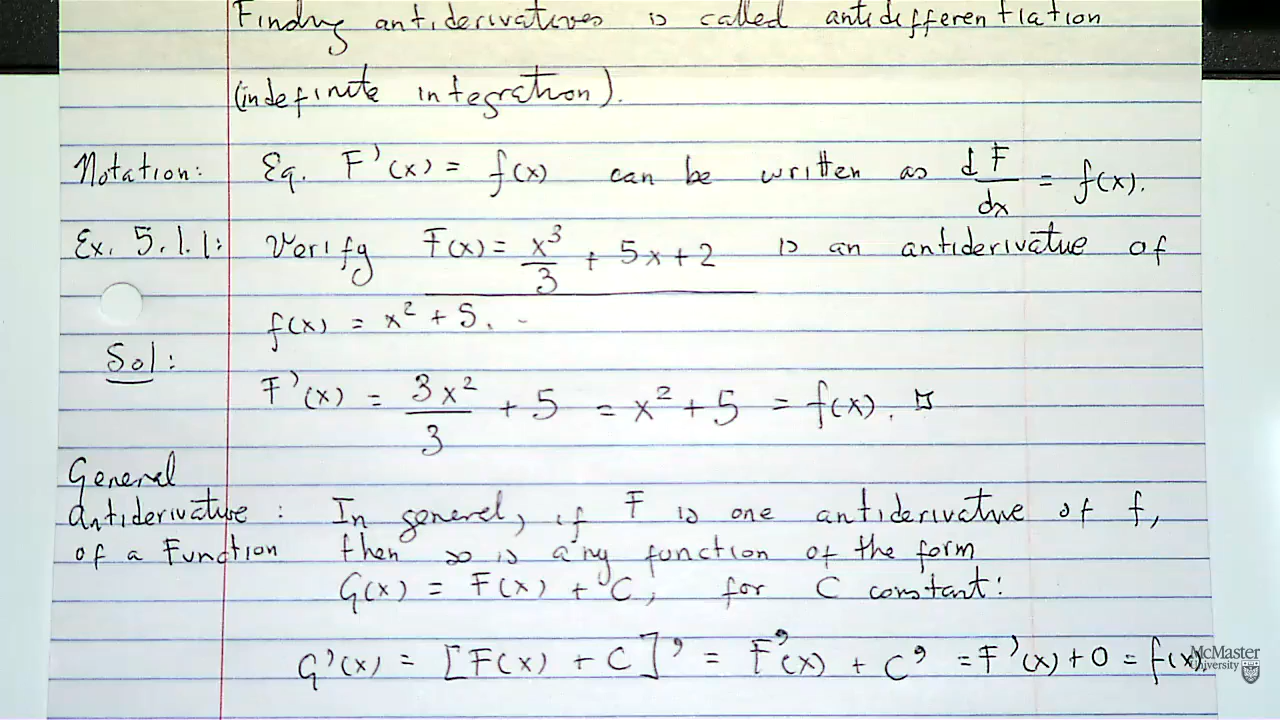 Finding antiderivatives is called antidifferentiation
(indefinite integration).
Notation: Eq. F'(x) = f(x) can be written as dF/dx = f(x).
Ex. 5.1.1: Verify F(x) = x³/3 + 5x + 2 is an antiderivative of
f(x) = x² + 5.
Sol:
F'(x) = 3x²/3 + 5 = x² + 5 = f(x). □
General
antiderivative : In general, if F is one antiderivative of f,
of a Function then so is any function of the form
G(x) = F(x) + C, for C constant:
G'(x) = [F(x) + C]' = F'(x) + C' = F'(x) + 0 = f(x)
McMaster
University